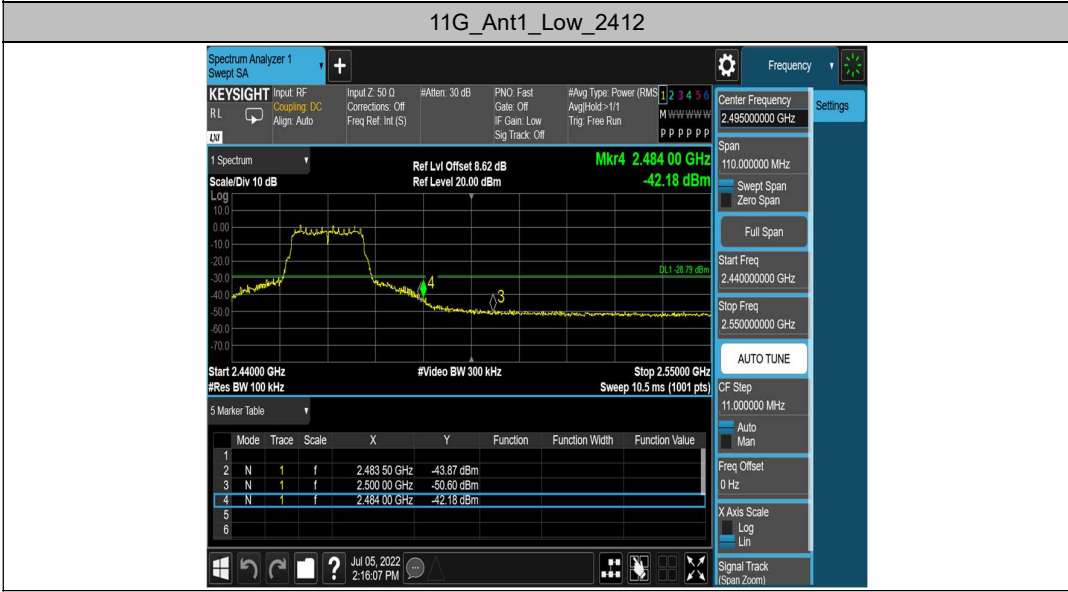 11G_Ant1_Low_2412
Spectrum Analyzer 1
Swept SA
+
Frequency
KEYSIGHT
RL
LXI
Input: RF
Coupling: DC
Align: Auto
Input Z: 50 Ω
Corrections: Off
Freq Ref: Int (S)
#Atten: 30 dB
PNO: Fast
Gate: Off
IF Gain: Low
Sig Track: Off
#Avg Type: Power (RMS
Avg|Hold:>1/1
Trig: Free Run
1 2 3 4 5 6
M W W W W W
P P P P P P
1 Spectrum
Scale/Div 10 dB
Ref Lvl Offset 8.62 dB
Ref Level 20.00 dBm
Mkr4 2.484 00 GHz
-42.18 dBm
Log
10.0
0.00
-10.0
-20.0
-30.0
-40.0
-50.0
-60.0
-70.0
DL1 -28.79 dBm
4
3
Start 2.44000 GHz
#Res BW 100 kHz
#Video BW 300 kHz
Stop 2.55000 GHz
Sweep 10.5 ms (1001 pts)
5 Marker Table
Mode Trace Scale X Y Function Function Width Function Value
1
2 N 1 f 2.483 50 GHz -43.87 dBm
3 N 1 f 2.500 00 GHz -50.60 dBm
4 N 1 f 2.484 00 GHz -42.18 dBm
5
6
?
Jul 05, 2022
2:16:07 PM
Settings
Center Frequency
2.495000000 GHz
Span
110.000000 MHz
Swept Span
Zero Span
Full Span
Start Freq
2.440000000 GHz
Stop Freq
2.550000000 GHz
AUTO TUNE
CF Step
11.000000 MHz
Auto
Man
Freq Offset
0 Hz
X Axis Scale
Log
Lin
Signal Track
(Span Zoom)